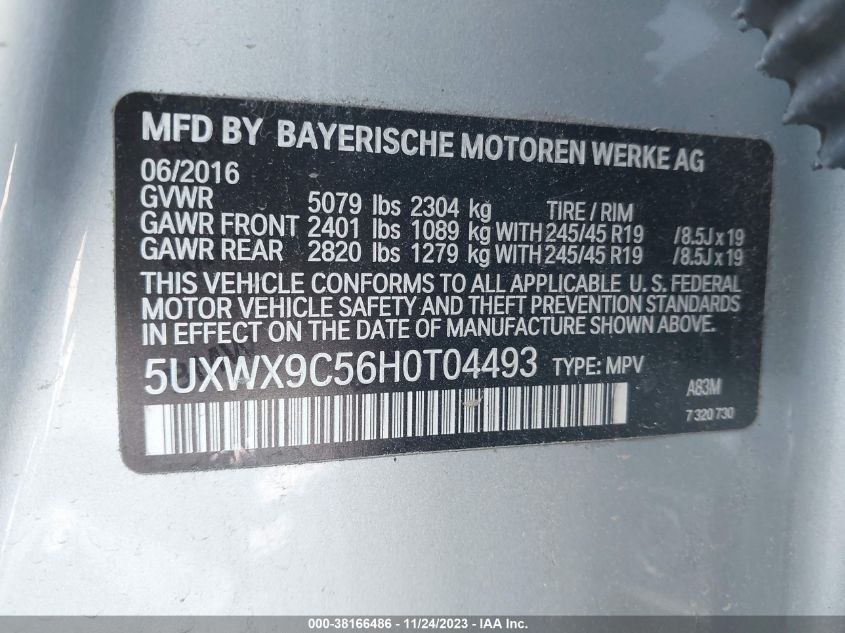 MFD BY BAYERISCHE MOTOREN WERKE AG
06/2016
GVWR 5079 lbs 2304 kg TIRE / RIM
GAWR FRONT 2401 lbs 1089 kg WITH 245/45 R19 /8.5J x 19
GAWR REAR 2820 lbs 1279 kg WITH 245/45 R19 /8.5J x 19
THIS VEHICLE CONFORMS TO ALL APPLICABLE U. S. FEDERAL
MOTOR VEHICLE SAFETY AND THEFT PREVENTION STANDARDS
IN EFFECT ON THE DATE OF MANUFACTURE SHOWN ABOVE.
5UXWX9C56H0T04493 TYPE: MPV
A83M
7 320 730
000-38166486 - 11/24/2023 - IAA Inc.